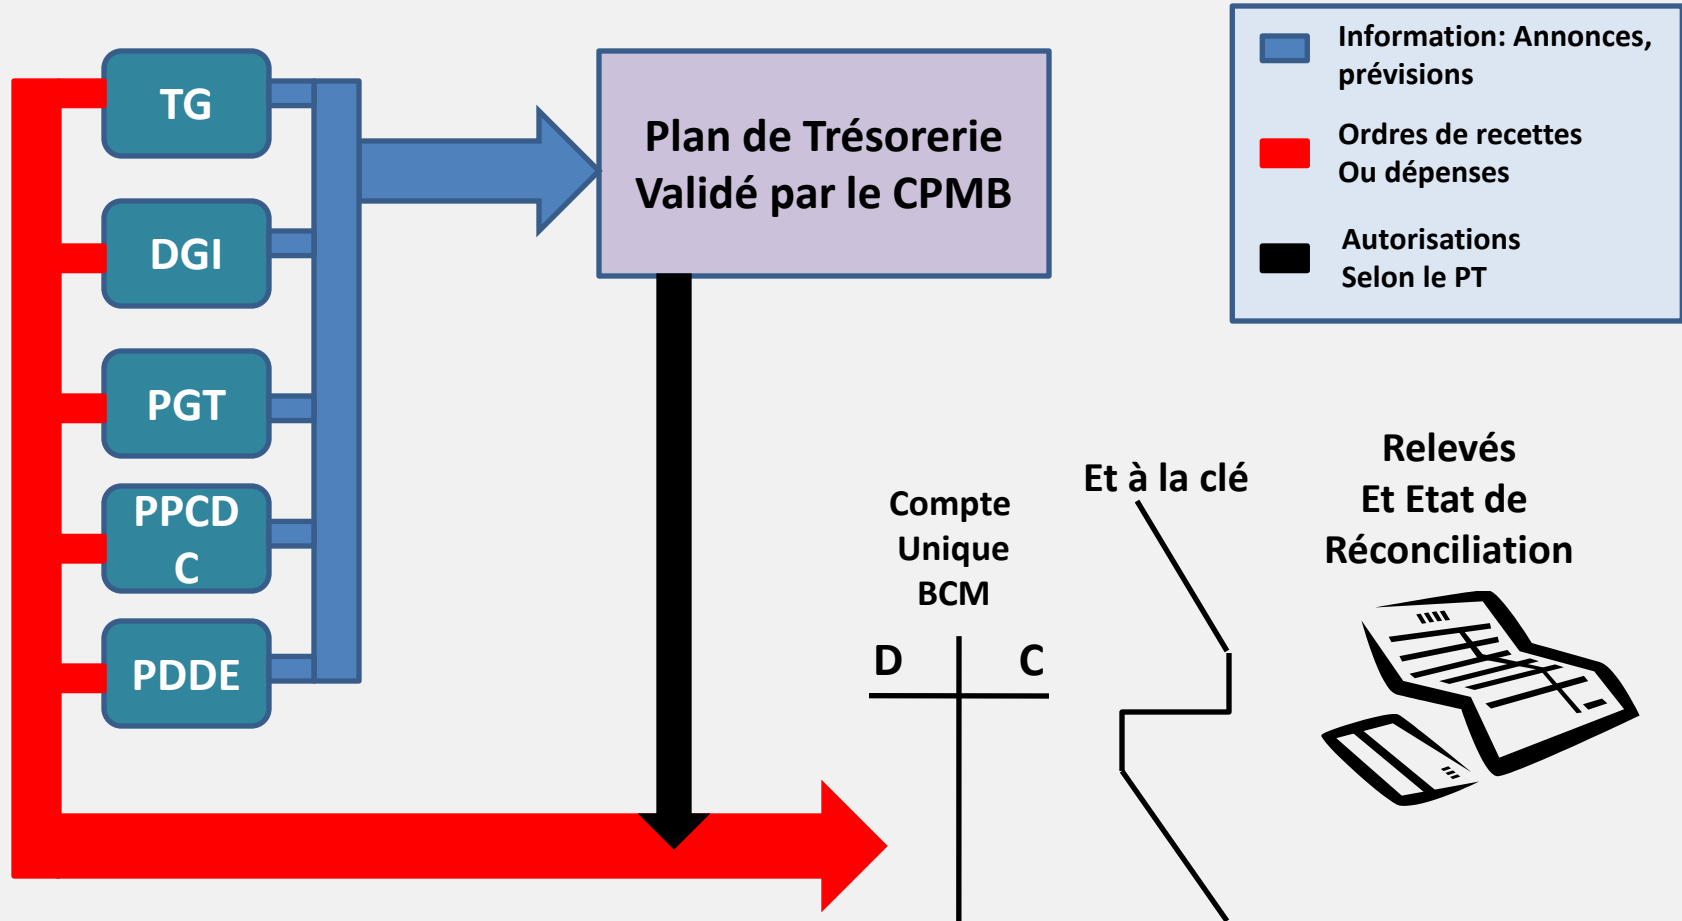 TG
DGI
PGT
PPCD
C
PDDE
Plan de Trésorerie
Validé par le CPMB
Information: Annonces,
prévisions
Ordres de recettes
Ou dépenses
Autorisations
Selon le PT
Compte
Unique
BCM
D C
Et à la clé
Relevés
Et Etat de
Réconciliation